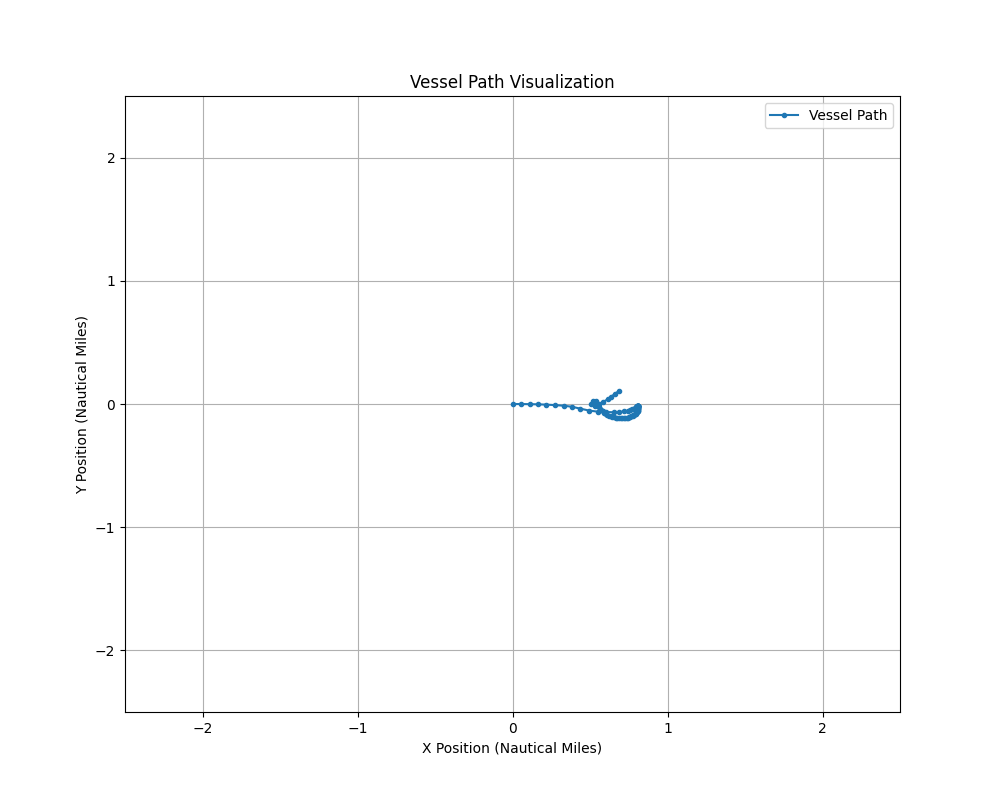 Vessel Path Visualization
Vessel Path
2
1
0
−1
−2
Y Position (Nautical Miles)
−2
−1
0
1
2
X Position (Nautical Miles)